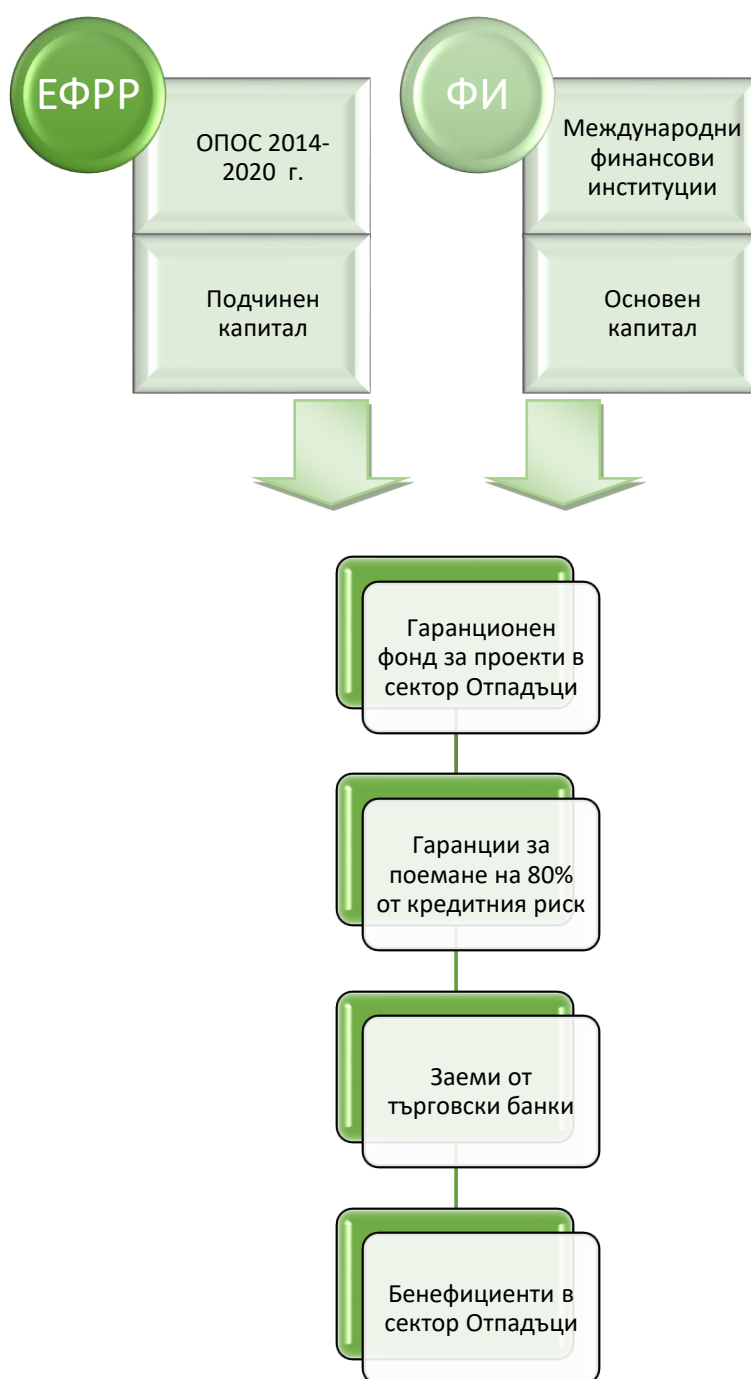 ЕФРР
ОПОС 2014-
2020 г.
Подчинен
капитал
ФИ
Международни
финансови
институции
Основен
капитал
Гаранционен
фонд за проекти в
сектор Отпадъци
Гаранции за
поемане на 80%
от кредитния риск
Заеми от
търговски банки
Бенефициенти в
сектор Отпадъци